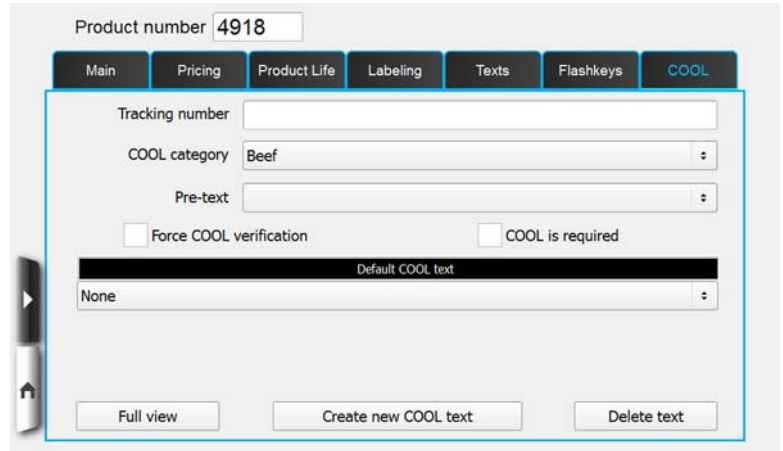 Product number 4918
Main Pricing Product Life Labeling Texts Flashkeys COOL
Tracking number
COOL category Beef
Pre-text
Force COOL verification COOL is required
Default COOL text
None
Full view Create new COOL text Delete text